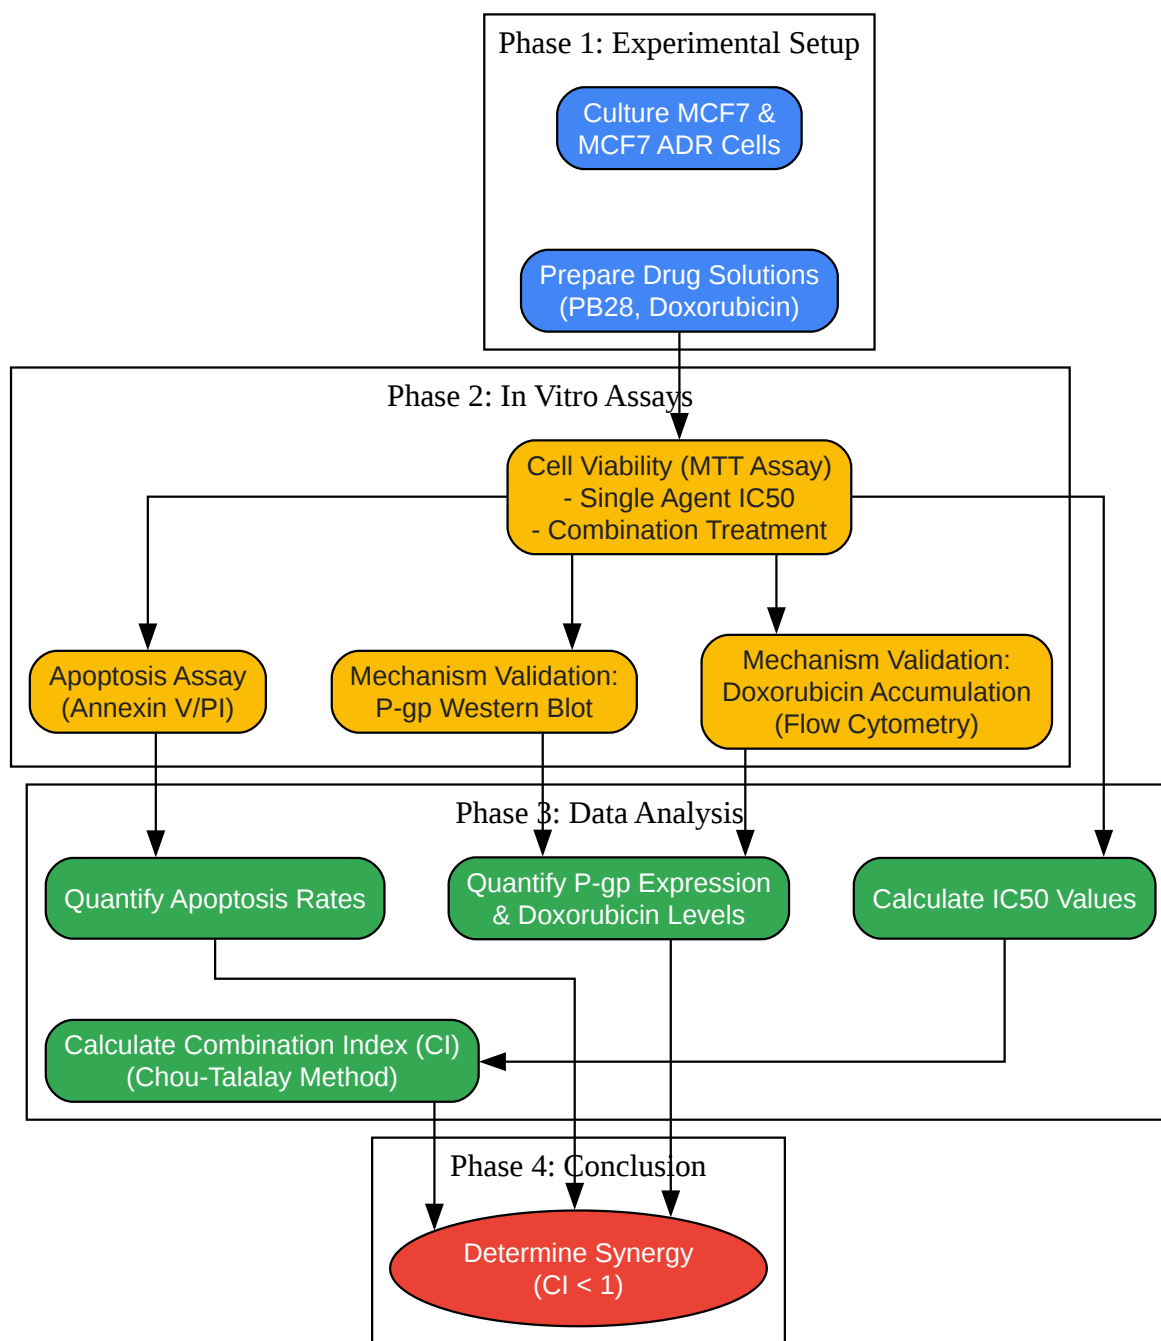 Phase 1: Experimental Setup
Culture MCF7 &
MCF7 ADR Cells
Prepare Drug Solutions
(PB28, Doxorubicin)
Phase 2: In Vitro Assays
Cell Viability (MTT Assay)
- Single Agent IC50
- Combination Treatment
Apoptosis Assay
(Annexin V/PI)
Mechanism Validation:
P-gp Western Blot
Mechanism Validation:
Doxorubicin Accumulation
(Flow Cytometry)
Phase 3: Data Analysis
Quantify Apoptosis Rates
Quantify P-gp Expression
& Doxorubicin Levels
Calculate IC50 Values
Calculate Combination Index (CI)
(Chou-Talalay Method)
Phase 4: Conclusion
Determine Synergy
(CI < 1)